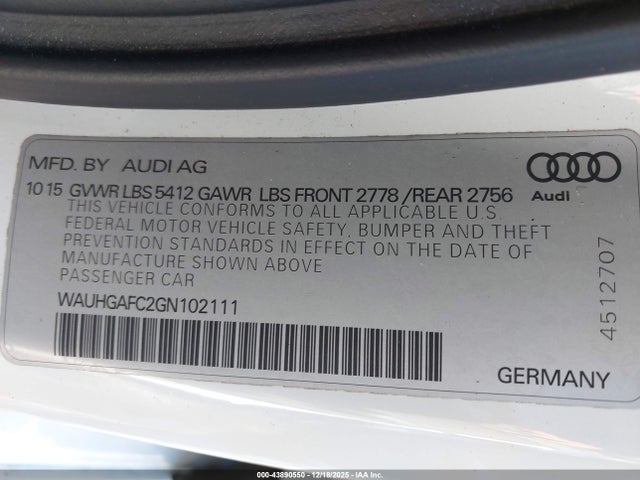 MFD. BY AUDI AG
10 15 GVWR LBS 5412 GAWR LBS FRONT 2778 /REAR 2756
Audi
THIS VEHICLE CONFORMS TO ALL APPLICABLE U.S.
FEDERAL MOTOR VEHICLE SAFETY, BUMPER AND THEFT
PREVENTION STANDARDS IN EFFECT ON THE DATE OF
MANUFACTURE SHOWN ABOVE
PASSENGER CAR
WAUHGAFC2GN102111
4512707
GERMANY
000-43890550 12/18/2025 IAA